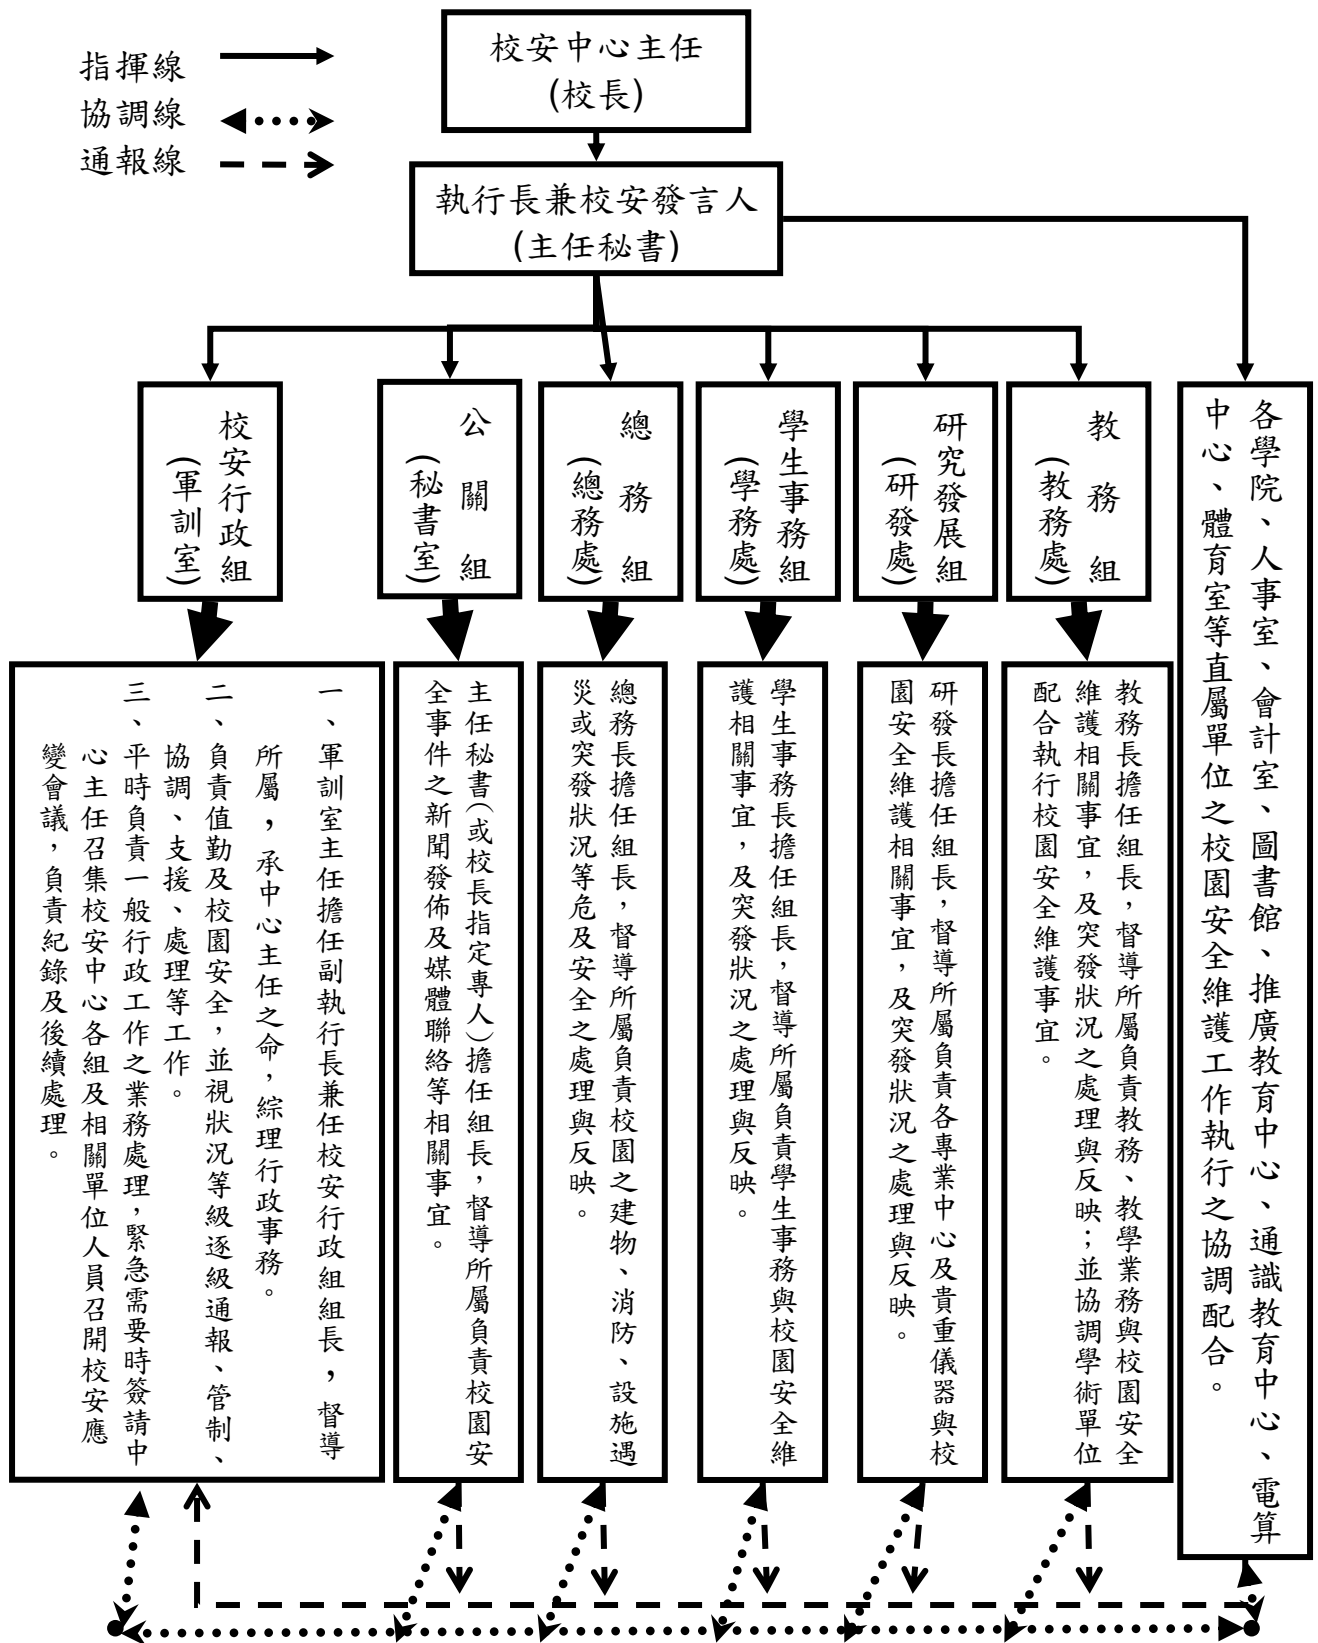 指揮線
協調線
通報線
校安中心主任
(校長)
執行長兼校安發言人
(主任秘書)
各學院、人事室、會計室、圖書館、推廣教育中心、通識教育中心、電算
中心、體育室等直屬單位之校園安全維護工作執行之協調配合。
教務組
(教務處)
研究發展組
(研發處)
學生事務組
(學務處)
總務組
(總務處)
公關組
(秘書室)
校安行政組
(軍訓室)
教務長擔任組長,督導所屬負責教務、教學業務與校園安全
維護相關事宜,及突發狀況之處理與反映;並協調學術單位
配合執行校園安全維護事宜。
研發長擔任組長,督導所屬負責各專業中心及貴重儀器與校
園安全維護相關事宜,及突發狀況之處理與反映。
學生事務長擔任組長,督導所屬負責學生事務與校園安全維
護相關事宜,及突發狀況之處理與反映。
總務長擔任組長,督導所屬負責校園之建物、消防、設施遇
災或突發狀況等危及安全之處理與反映。
主任秘書(或校長指定專人)擔任組長,督導所屬負責校園安
全事件之新聞發佈及媒體聯絡等相關事宜。
一、軍訓室主任擔任副執行長兼任校安行政組組長,督導
所屬,承中心主任之命,綜理行政事務。
二、負責值勤及校園安全,並視狀況等級逐級通報、管制、
協調、支援、處理等工作。
三、平時負責一般行政工作之業務處理,緊急需要時簽請中
心主任召集校安中心各組及相關單位人員召開校安應
變會議,負責紀錄及後續處理。